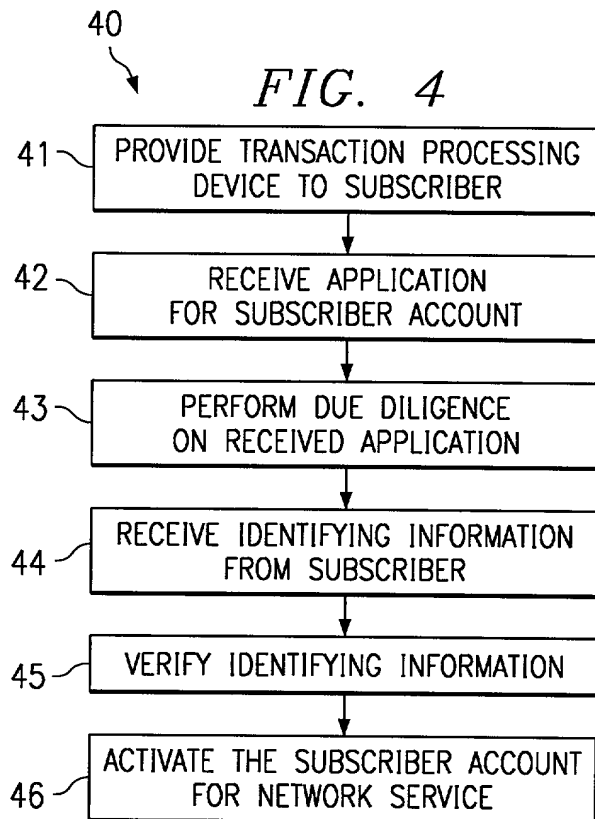 40
FIG. 4
41
PROVIDE TRANSACTION PROCESSING
DEVICE TO SUBSCRIBER
42
RECEIVE APPLICATION
FOR SUBSCRIBER ACCOUNT
43
PERFORM DUE DILIGENCE
ON RECEIVED APPLICATION
44
RECEIVE IDENTIFYING INFORMATION
FROM SUBSCRIBER
45
VERIFY IDENTIFYING INFORMATION
46
ACTIVATE THE SUBSCRIBER ACCOUNT
FOR NETWORK SERVICE